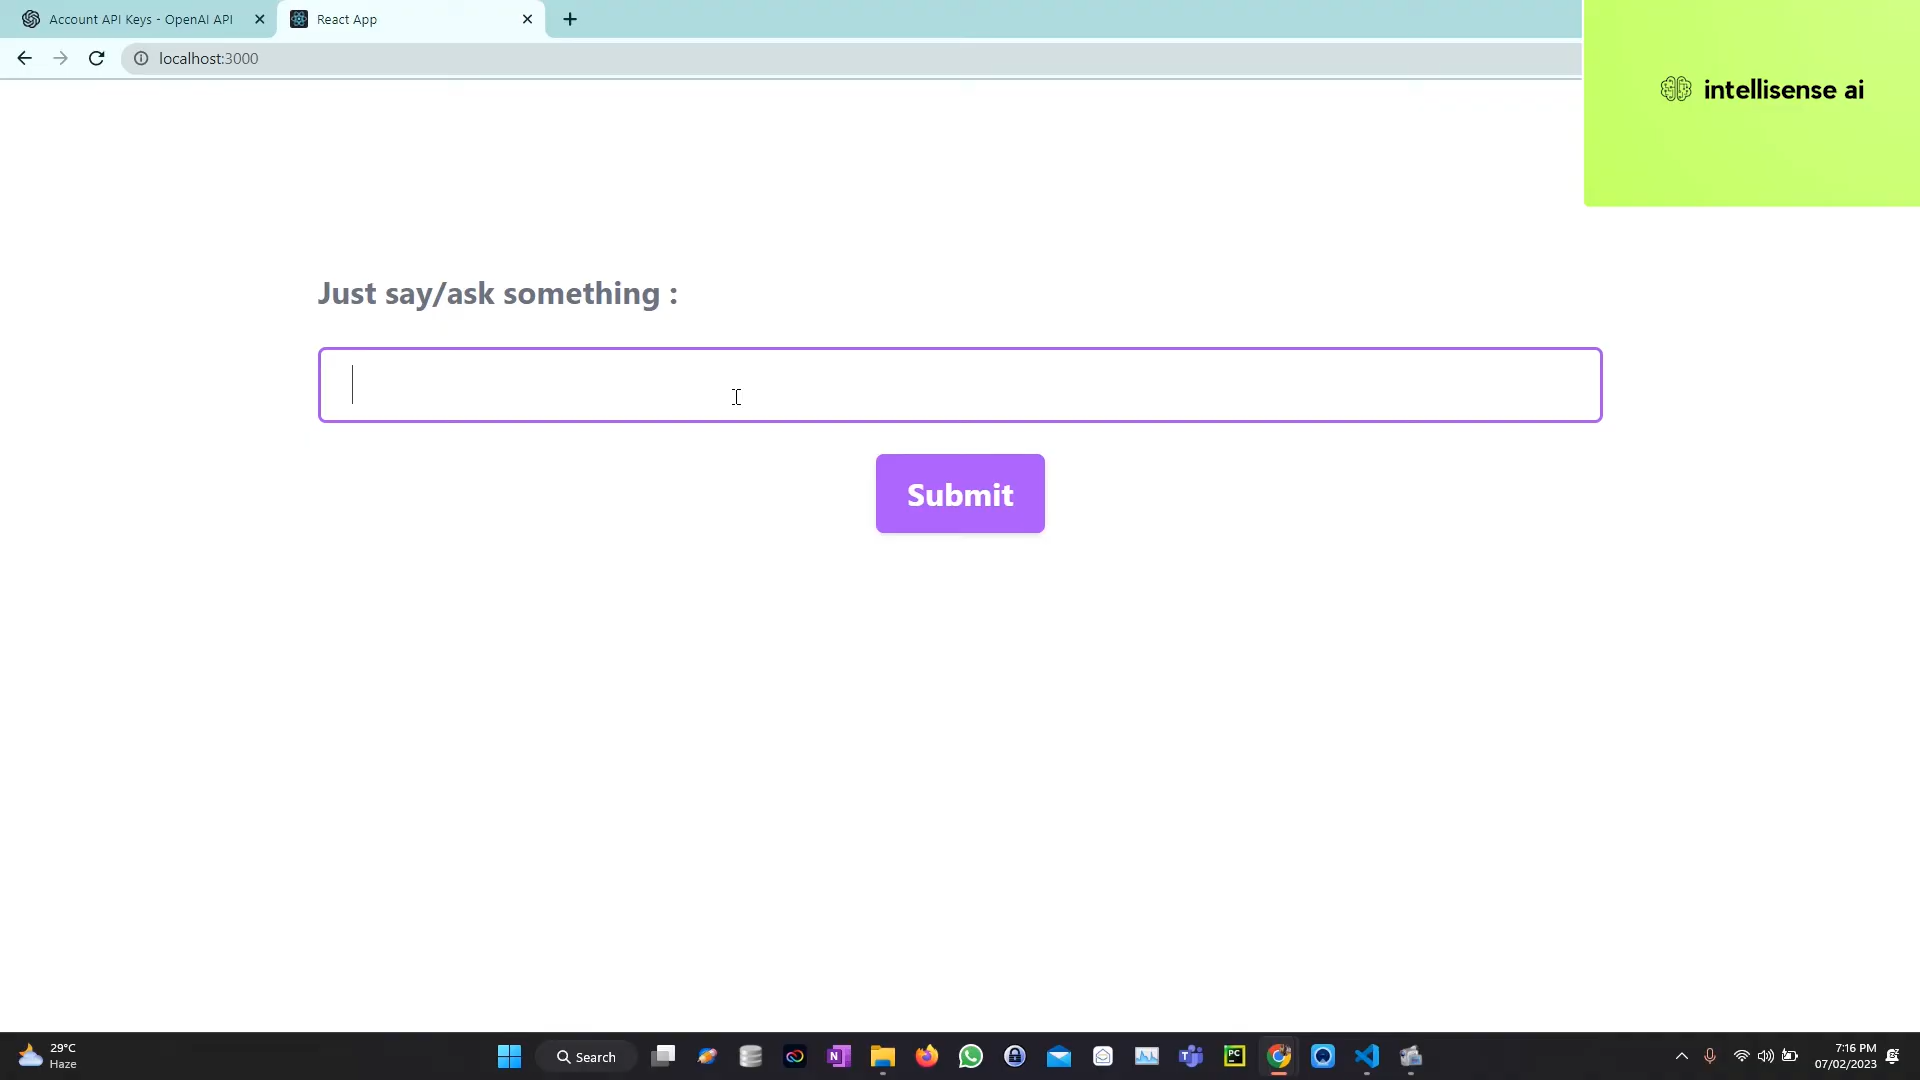 Account API Keys - OpenAI API
React App
localhost:3000
intellisense ai
Just say/ask something :
Submit
29°C
Haze
Search
N
T
PC
7:16 PM
07/02/2023